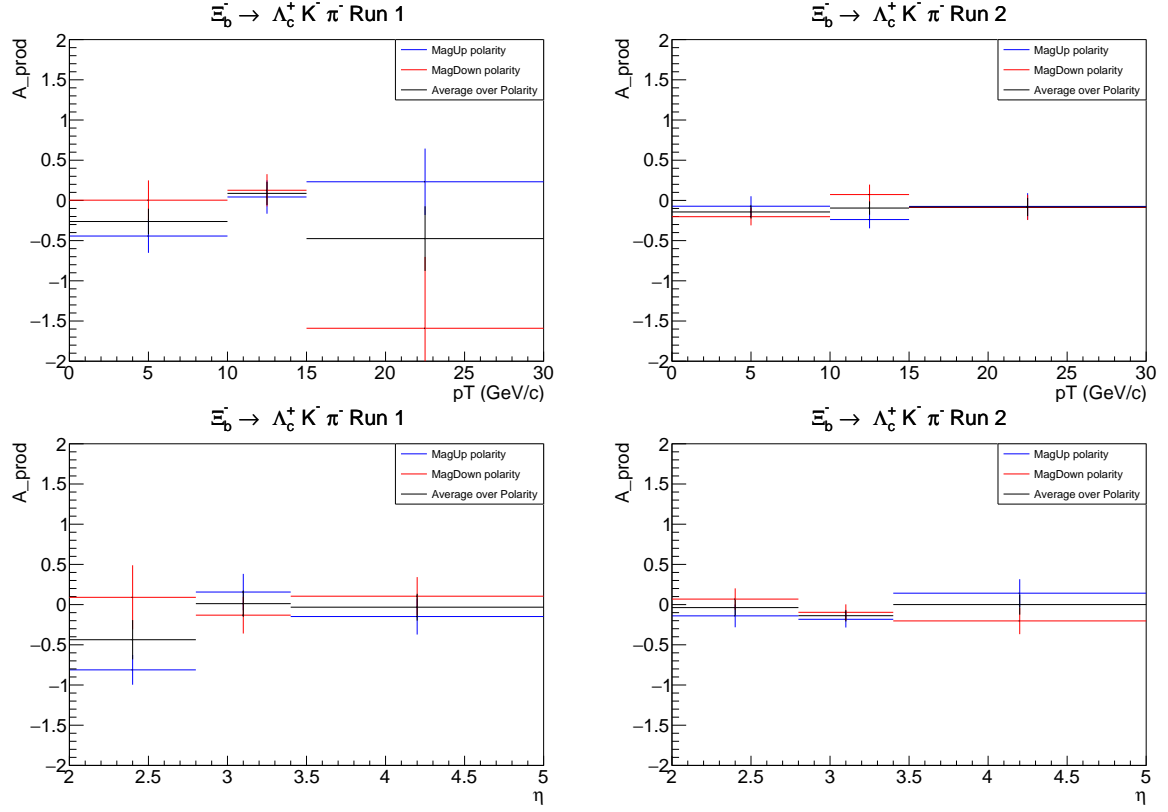 Ξb- → Λc+ K- π- Run 1
A_prod
2
1.5
1
0.5
0
−0.5
−1
−1.5
−2
MagUp polarity
MagDown polarity
Average over Polarity
0 5 10 15 20 25 30
pT (GeV/c)
Ξb- → Λc+ K- π- Run 2
A_prod
2
1.5
1
0.5
0
−0.5
−1
−1.5
−2
MagUp polarity
MagDown polarity
Average over Polarity
0 5 10 15 20 25 30
pT (GeV/c)
Ξb- → Λc+ K- π- Run 1
A_prod
2
1.5
1
0.5
0
−0.5
−1
−1.5
−2
MagUp polarity
MagDown polarity
Average over Polarity
2 2.5 3 3.5 4 4.5 5
η
Ξb- → Λc+ K- π- Run 2
A_prod
2
1.5
1
0.5
0
−0.5
−1
−1.5
−2
MagUp polarity
MagDown polarity
Average over Polarity
2 2.5 3 3.5 4 4.5 5
η